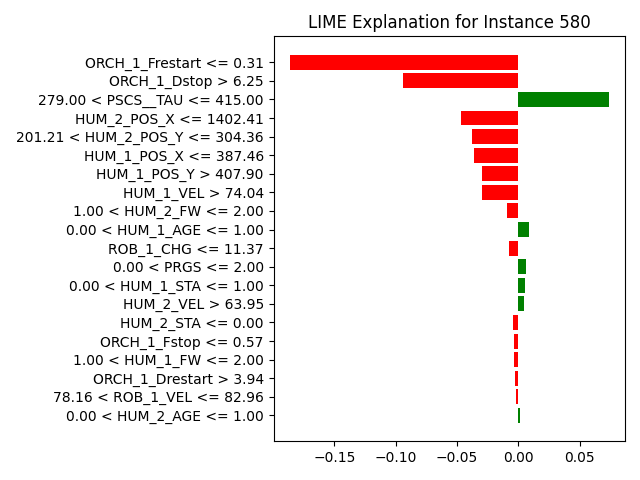 LIME Explanation for Instance 580
ORCH_1_Frestart <= 0.31
ORCH_1_Dstop > 6.25
279.00 < PSCS__TAU <= 415.00
HUM_2_POS_X <= 1402.41
201.21 < HUM_2_POS_Y <= 304.36
HUM_1_POS_X <= 387.46
HUM_1_POS_Y > 407.90
HUM_1_VEL > 74.04
1.00 < HUM_2_FW <= 2.00
0.00 < HUM_1_AGE <= 1.00
ROB_1_CHG <= 11.37
0.00 < PRGS <= 2.00
0.00 < HUM_1_STA <= 1.00
HUM_2_VEL > 63.95
HUM_2_STA <= 0.00
ORCH_1_Fstop <= 0.57
1.00 < HUM_1_FW <= 2.00
ORCH_1_Drestart > 3.94
78.16 < ROB_1_VEL <= 82.96
0.00 < HUM_2_AGE <= 1.00
−0.15 −0.10 −0.05 0.00 0.05